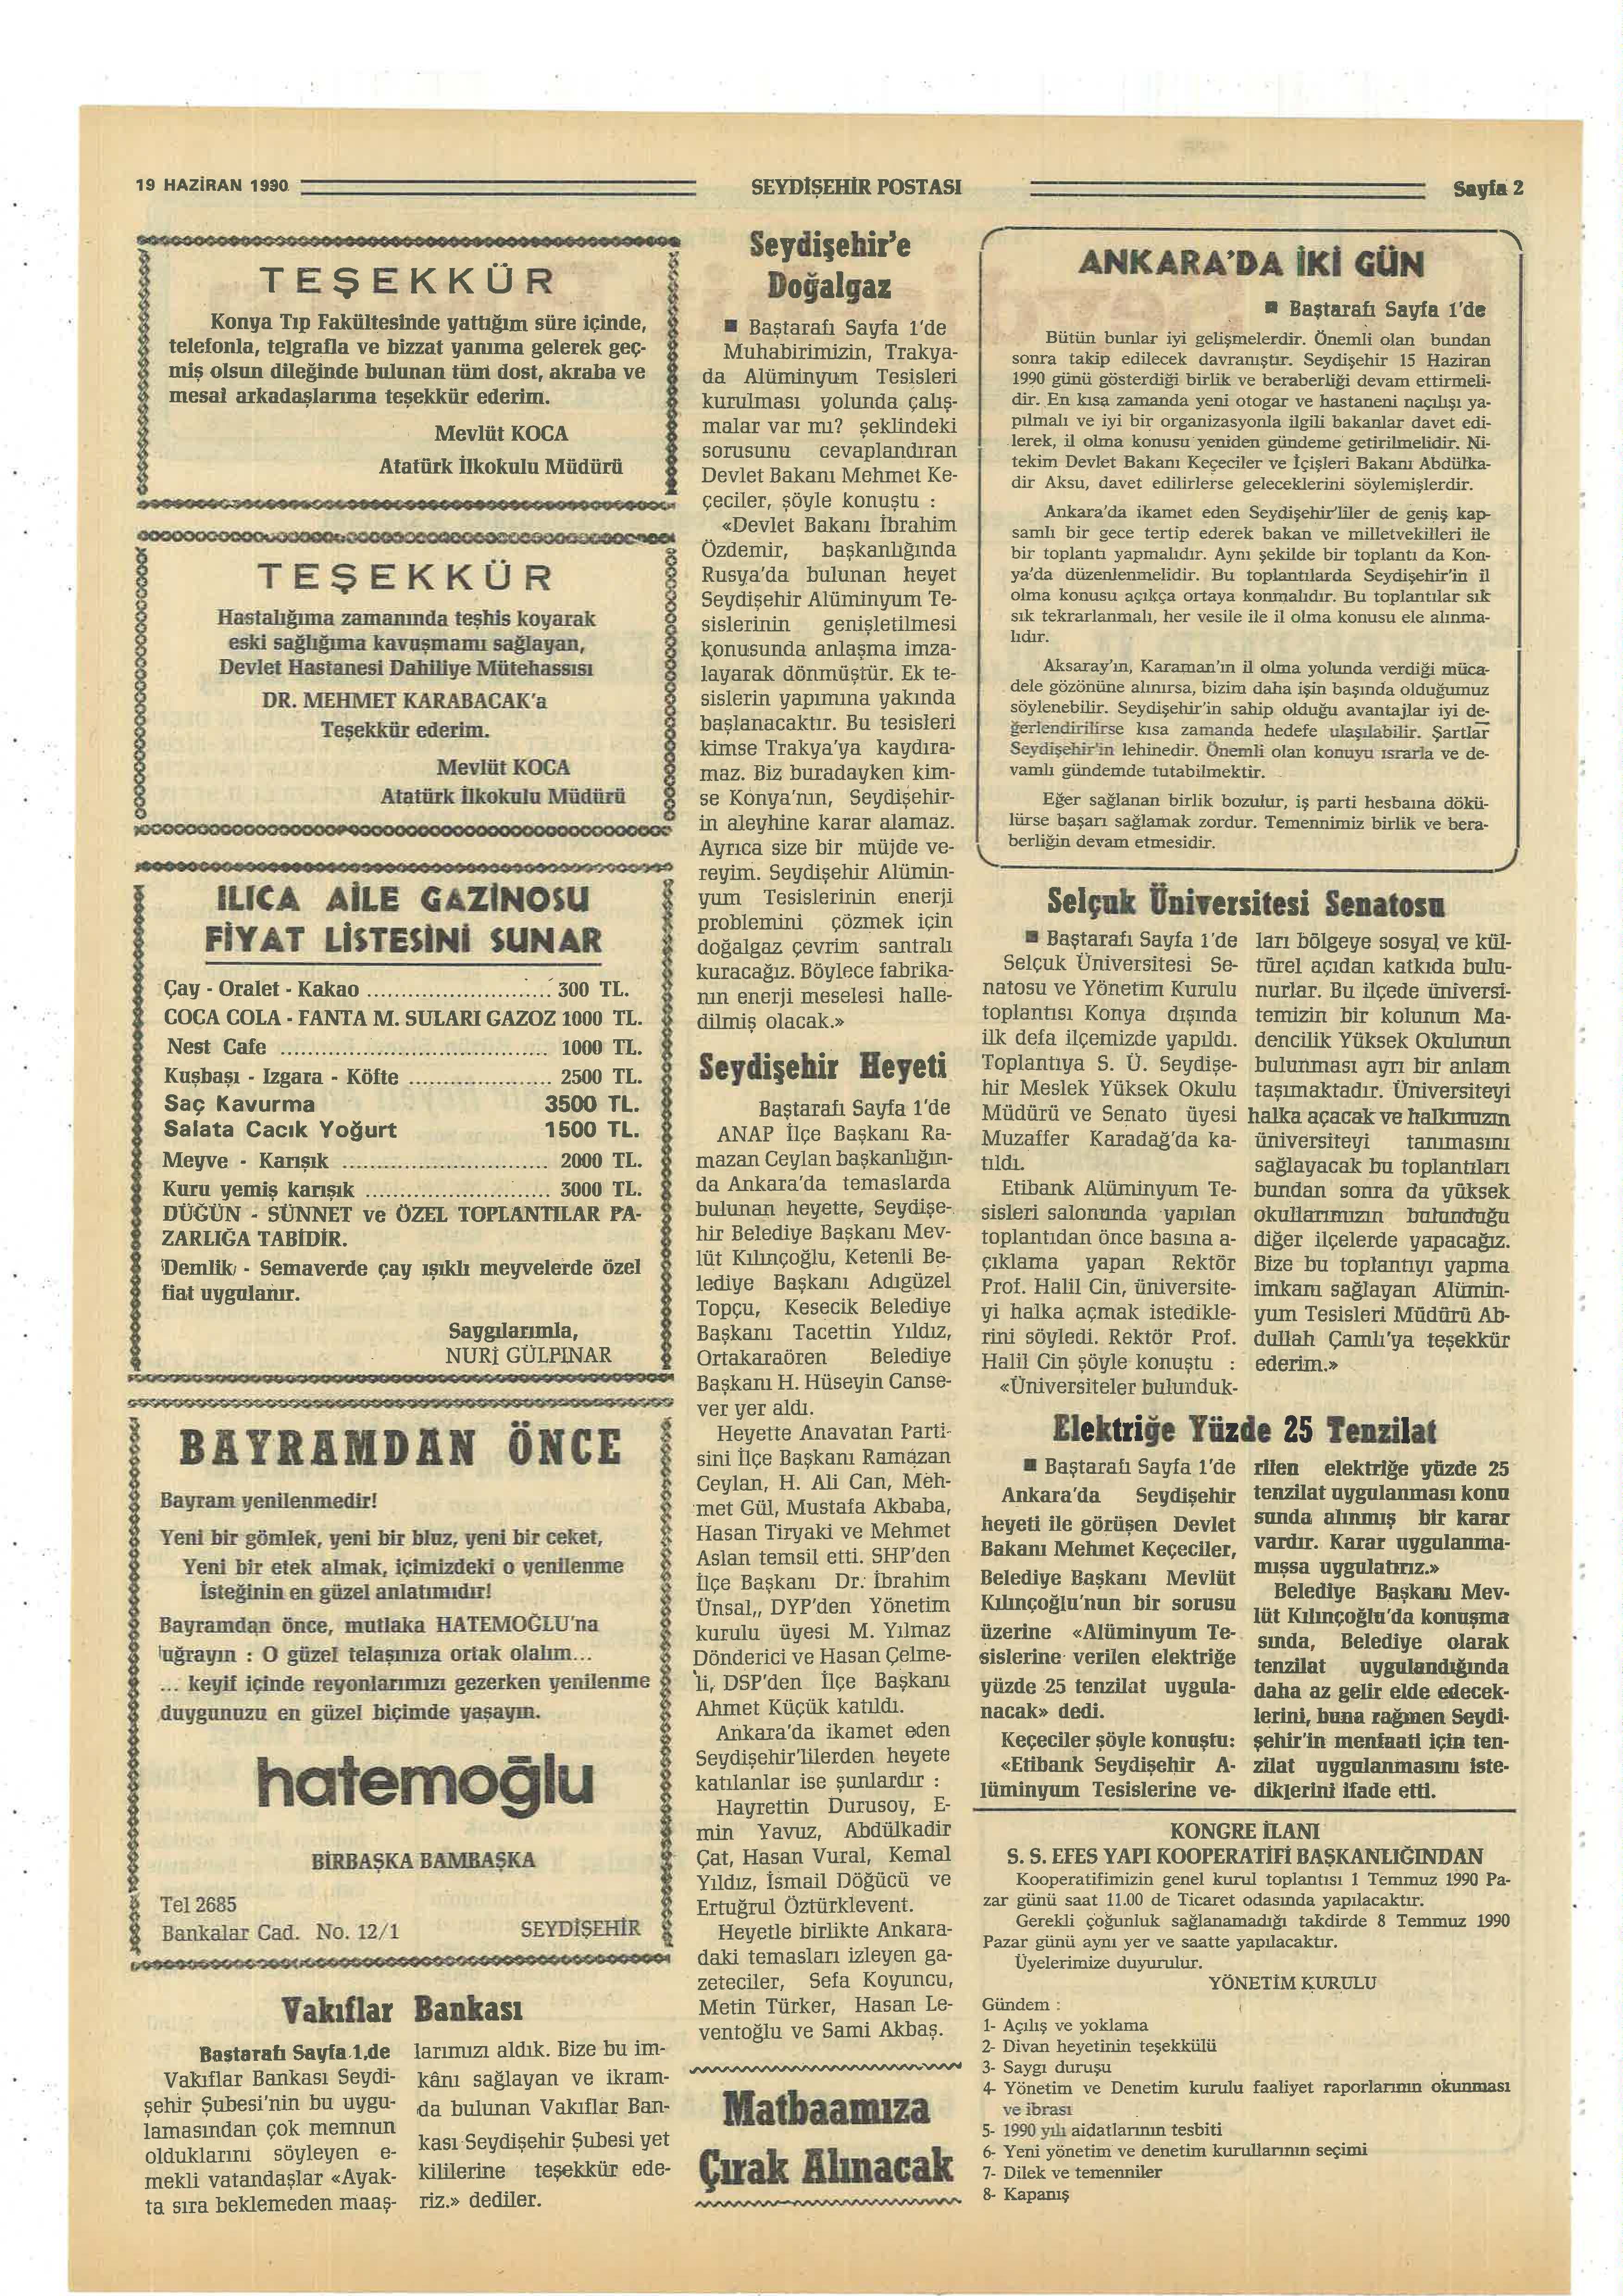 19 HAZİRAN 1990
SEYDİŞEHİR POSTASI
Sayfa 2
TEŞEKKÜR
Konya Tıp Fakültesinde yattığım süre içinde,
telefonla, telgrafla ve bizzat yanıma gelerek geç-
miş olsun dileğinde bulunan tüm dost, akraba ve
mesai arkadaşlarıma teşekkür ederim.
Mevlüt KOCA
Atatürk İlkokulu Müdürü
TEŞEKKÜR
Hastalığıma zamanında teşhis koyarak
eski sağlığıma kavuşmamı sağlayan,
Devlet Hastanesi Dahiliye Mütehassısı
DR. MEHMET KARABACAK'a
Teşekkür ederim.
Mevlüt KOCA
Atatürk İlkokulu Müdürü
ILICA AİLE GAZİNOSU
FİYAT LİSTESİNİ SUNAR
Çay - Oralet - Kakao ........................... 300 TL.
COCA COLA - FANTA M. SULARI GAZOZ 1000 TL.
Nest Cafe ....................................... 1000 TL.
Kuşbaşı - Izgara - Köfte ..................... 2500 TL.
Saç Kavurma 3500 TL.
Salata Cacık Yoğurt 1500 TL.
Meyve - Karışık .............................. 2000 TL.
Kuru yemiş karışık ........................... 3000 TL.
DÜĞÜN - SÜNNET ve ÖZEL TOPLANTILAR PA-
ZARLIĞA TABİDİR.
Demlik - Semaverde çay ışıklı meyvelerde özel
fiat uygulanır.
Saygılarımla,
NURİ GÜLPINAR
BAYRAMDAN ÖNCE
Bayram yenilenmedir!
Yeni bir gömlek, yeni bir bluz, yeni bir ceket,
Yeni bir etek almak, içimizdeki o yenilenme
isteğinin en güzel anlatımıdır!
Bayramdan önce, mutlaka HATEMOĞLU'na
uğrayın : O güzel telaşınıza ortak olalım...
... keyif içinde reyonlarımızı gezerken yenilenme
duygunuzu en güzel biçimde yaşayın.
hatemoğlu
BİRBAŞKA BAMBAŞKA
Tel 2685
Bankalar Cad. No. 12/1 SEYDİŞEHİR
Vakıflar Bankası
Bastarafı Sayfa 1,de
Vakıflar Bankası Seydi-
şehir Şubesi'nin bu uygu-
lamasından çok memnun
olduklarını söyleyen e-
mekli vatandaşlar «Ayak-
ta sıra beklemeden maaş-
larımızı aldık. Bize bu im-
kânı sağlayan ve ikram-
da bulunan Vakıflar Ban-
kası Seydişehir Şubesi yet
kililerine teşekkür ede-
riz.» dediler.
Seydişehir'e
Doğalgaz
■ Baştarafı Sayfa 1'de
Muhabirimizin, Trakya-
da Alüminyum Tesisleri
kurulması yolunda çalış-
malar var mı? şeklindeki
sorusunu cevaplandıran
Devlet Bakanı Mehmet Ke-
çeciler, şöyle konuştu :
«Devlet Bakanı İbrahim
Özdemir, başkanlığında
Rusya'da bulunan heyet
Seydişehir Alüminyum Te-
sislerinin genişletilmesi
konusunda anlaşma imza-
layarak dönmüştür. Ek te-
sislerin yapımına yakında
başlanacaktır. Bu tesisleri
kimse Trakya'ya kaydıra-
maz. Biz buradayken kim-
se Konya'nın, Seydişehir-
in aleyhine karar alamaz.
Ayrıca size bir müjde ve-
reyim. Seydişehir Alümin-
yum Tesislerinin enerji
problemini çözmek için
doğalgaz çevrim santralı
kuracağız. Böylece fabrika-
nın enerji meselesi halle-
dilmiş olacak.»
Seydişehir Heyeti
Baştarafı Sayfa 1'de
ANAP İlçe Başkanı Ra-
mazan Ceylan başkanlığın-
da Ankara'da temaslarda
bulunan heyette, Seydişe-
hir Belediye Başkanı Mev-
lüt Kılınçoğlu, Ketenli Be-
lediye Başkanı Adıgüzel
Topçu, Kesecik Belediye
Başkanı Tacettin Yıldız,
Ortakaraören Belediye
Başkanı H. Hüseyin Canse-
ver yer aldı.
Heyette Anavatan Parti-
sini İlçe Başkanı Ramazan
Ceylan, H. Ali Can, Meh-
met Gül, Mustafa Akbaba,
Hasan Tiryaki ve Mehmet
Aslan temsil etti. SHP'den
İlçe Başkanı Dr. İbrahim
Ünsal,, DYP'den Yönetim
kurulu üyesi M. Yılmaz
Dönderici ve Hasan Çelme-
li, DSP'den İlçe Başkanı
Ahmet Küçük katıldı.
Ankara'da ikamet eden
Seydişehir'lilerden heyete
katılanlar ise şunlardır :
Hayrettin Durusoy, E-
min Yavuz, Abdülkadir
Çat, Hasan Vural, Kemal
Yıldız, İsmail Döğücü ve
Ertuğrul Öztürklevent.
Heyetle birlikte Ankara-
daki temasları izleyen ga-
zeteciler, Sefa Koyuncu,
Metin Türker, Hasan Le-
ventoğlu ve Sami Akbaş.
Matbaamıza
Çırak Alınacak
ANKARA'DA İKİ GÜN
■ Baştarafı Sayfa 1'de
Bütün bunlar iyi gelişmelerdir. Önemli olan bundan
sonra takip edilecek davranıştır. Seydişehir 15 Haziran
1990 günü gösterdiği birlik ve beraberliği devam ettirmeli-
dir. En kısa zamanda yeni otogar ve hastaneni naçılışı ya-
pılmalı ve iyi bir organizasyonla ilgili bakanlar davet edi-
lerek, il olma konusu yeniden gündeme getirilmelidir. Ni-
tekim Devlet Bakanı Keçeciler ve İçişleri Bakanı Abdülka-
dir Aksu, davet edilirlerse geleceklerini söylemişlerdir.
Ankara'da ikamet eden Seydişehir'liler de geniş kap-
samlı bir gece tertip ederek bakan ve milletvekilleri ile
bir toplantı yapmalıdır. Aynı şekilde bir toplantı da Kon-
ya'da düzenlenmelidir. Bu toplantılarda Seydişehir'in il
olma konusu açıkça ortaya konmalıdır. Bu toplantılar sık
sık tekrarlanmalı, her vesile ile il olma konusu ele alınma-
lıdır.
Aksaray'ın, Karaman'ın il olma yolunda verdiği müca-
dele gözönüne alınırsa, bizim daha işin başında olduğumuz
söylenebilir. Seydişehir'in sahip olduğu avantajlar iyi de-
ğerlendirilirse kısa zamanda hedefe ulaşılabilir. Şartlar
Seydişehir'in lehinedir. Önemli olan konuyu ısrarla ve de-
vamlı gündemde tutabilmektir.
Eğer sağlanan birlik bozulur, iş parti hesbaına dökü-
lürse başarı sağlamak zordur. Temennimiz birlik ve bera-
berliğin devam etmesidir.
Selçuk Üniversitesi Senatosu
■ Baştarafı Sayfa 1'de
Selçuk Üniversitesi Se-
natosu ve Yönetim Kurulu
toplantısı Konya dışında
ilk defa ilçemizde yapıldı.
Toplantıya S. Ü. Seydişe-
hir Meslek Yüksek Okulu
Müdürü ve Senato üyesi
Muzaffer Karadağ'da ka-
tıldı.
Etibank Alüminyum Te-
sisleri salonunda yapılan
toplantıdan önce basına a-
çıklama yapan Rektör
Prof. Halil Cin, üniversite-
yi halka açmak istedikle-
rini söyledi. Rektör Prof.
Halil Cin şöyle konuştu :
«Üniversiteler bulunduk-
ları bölgeye sosyal ve kül-
türel açıdan katkıda bulu-
nurlar. Bu ilçede üniversi-
temizin bir kolunun Ma-
dencilik Yüksek Okulunun
bulunması ayrı bir anlam
taşımaktadır. Üniversiteyi
halka açacak ve halkımızın
üniversiteyi tanımasını
sağlayacak bu toplantıları
bundan sonra da yüksek
okullarımızın bulunduğu
diğer ilçelerde yapacağız.
Bize bu toplantıyı yapma
imkanı sağlayan Alümin-
yum Tesisleri Müdürü Ab-
dullah Çamlı'ya teşekkür
ederim.»
Elektriğe Yüzde 25 Tenzilat
■ Baştarafı Sayfa 1'de
Ankara'da Seydişehir
heyeti ile görüşen Devlet
Bakanı Mehmet Keçeciler,
Belediye Başkanı Mevlüt
Kılınçoğlu'nun bir sorusu
üzerine «Alüminyum Te-
sislerine verilen elektriğe
yüzde 25 tenzilat uygula-
nacak» dedi.
Keçeciler şöyle konuştu:
«Etibank Seydişehir A-
lüminyum Tesislerine ve-
rilen elektriğe yüzde 25
tenzilat uygulanması konu
sunda alınmış bir karar
vardır. Karar uygulanma-
mışsa uygulatırız.»
Belediye Başkanı Mev-
lüt Kılınçoğlu'da konuşma
sında, Belediye olarak
tenzilat uygulandığında
daha az gelir elde edecek-
lerini, buna rağmen Seydi-
şehir'in menfaati için ten-
zilat uygulanmasını iste-
diklerini ifade etti.
KONGRE İLANI
S. S. EFES YAPI KOOPERATİFİ BAŞKANLIĞINDAN
Kooperatifimizin genel kurul toplantısı 1 Temmuz 1990 Pa-
zar günü saat 11.00 de Ticaret odasında yapılacaktır.
Gerekli çoğunluk sağlanamadığı takdirde 8 Temmuz 1990
Pazar günü aynı yer ve saatte yapılacaktır.
Üyelerimize duyurulur.
YÖNETİM KURULU
Gündem :
1- Açılış ve yoklama
2- Divan heyetinin teşekkülü
3- Saygı duruşu
4- Yönetim ve Denetim kurulu faaliyet raporlarının okunması
ve ibrası
5- 1990 yılı aidatlarının tesbiti
6- Yeni yönetim ve denetim kurullarının seçimi
7- Dilek ve temenniler
8- Kapanış